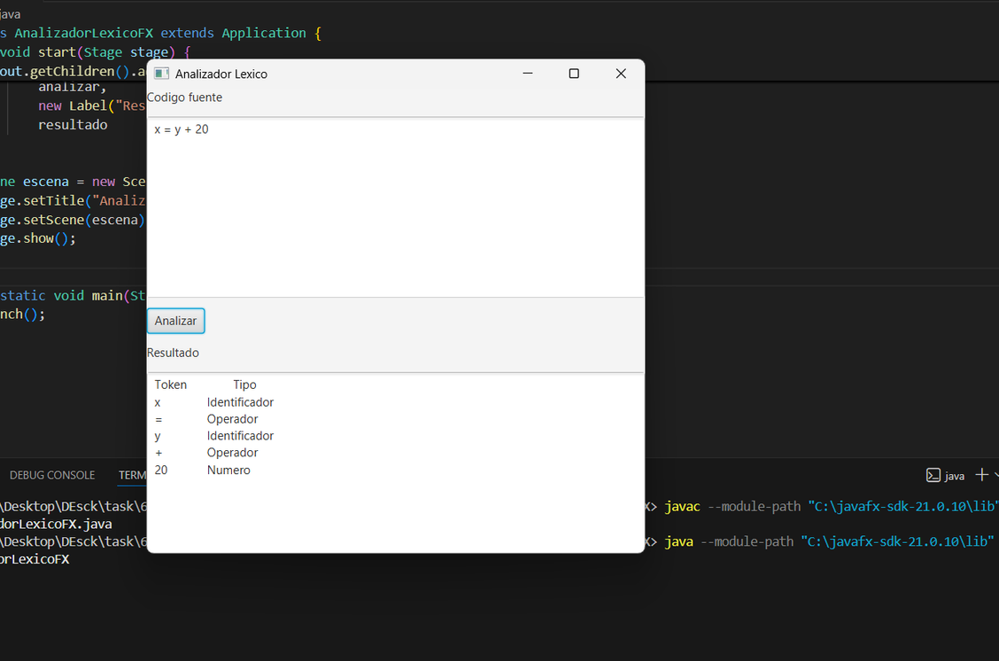 java
s AnalizadorLexicoFX extends Application {
void start(Stage stage) {
out.getChildren().a
analizar,
new Label("Res
resultado
ne escena = new Sce
ge.setTitle("Analiz
ge.setScene(escena)
ge.show();
static void main(St
nch();
Analizador Lexico
Codigo fuente
x = y + 20
Analizar
Resultado
Token Tipo
x Identificador
= Operador
y Identificador
+ Operador
20 Numero
DEBUG CONSOLE TERM
java
\Desktop\DEsck\task\6
X> javac --module-path "C:\javafx-sdk-21.0.10\lib"
dorLexicoFX.java
\Desktop\DEsck\task\6
X> java --module-path "C:\javafx-sdk-21.0.10\lib"
orLexicoFX